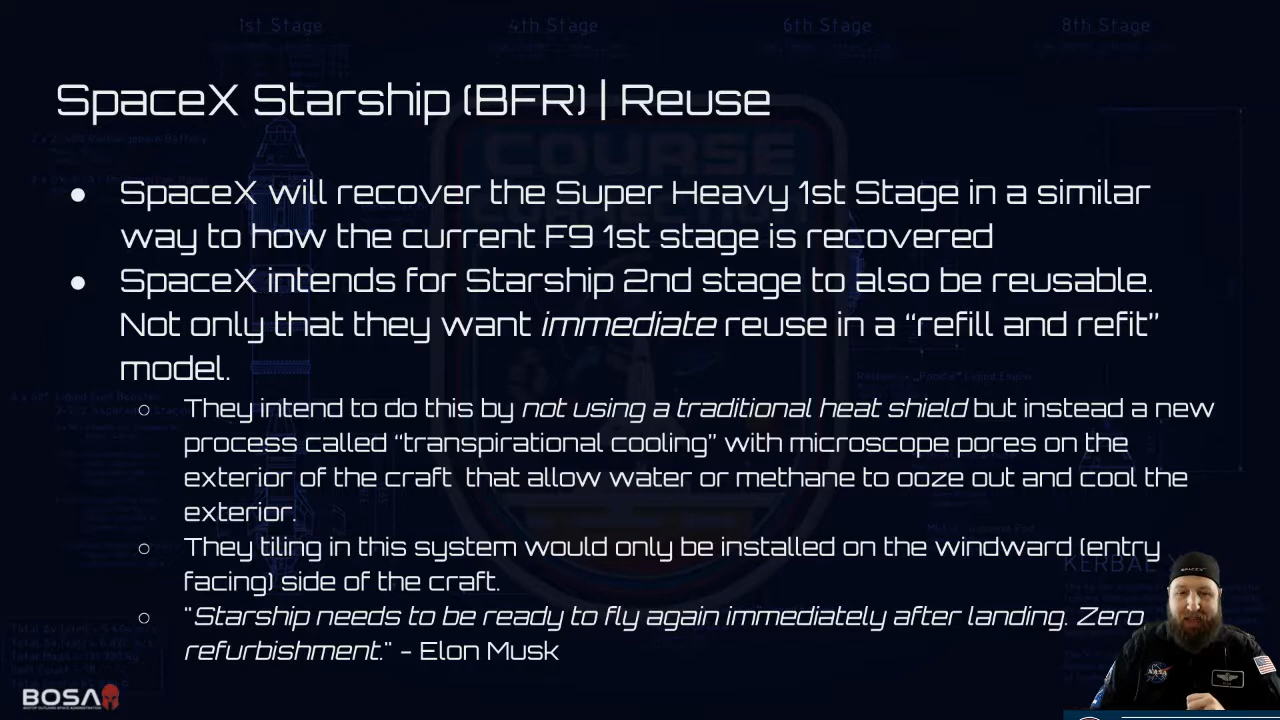 1st Stage
4th Stage
6th Stage
8th Stage
SpaceX Starship (BFR) | Reuse
COURSE
● SpaceX will recover the Super Heavy 1st Stage in a similar
way to how the current F9 1st stage is recovered
● SpaceX intends for Starship 2nd stage to also be reusable.
Not only that they want immediate reuse in a “refill and refit”
model.
○ They intend to do this by not using a traditional heat shield but instead a new
process called “transpirational cooling” with microscope pores on the
exterior of the craft that allow water or methane to ooze out and cool the
exterior.
○ They tiling in this system would only be installed on the windward (entry
facing) side of the craft.
○ "Starship needs to be ready to fly again immediately after landing. Zero
refurbishment." - Elon Musk
KERBAL
SPACEX
NASA
BOSA